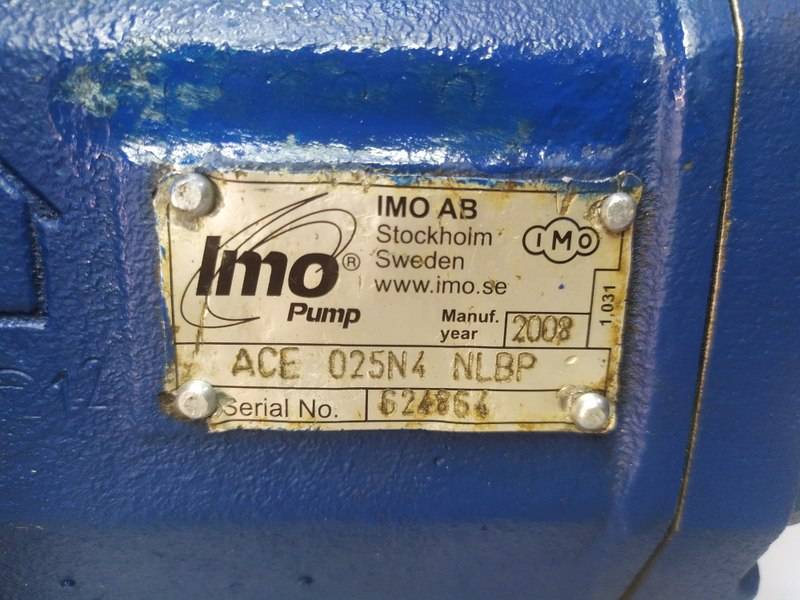 Imo®
Pump
IMO AB
Stockholm
Sweden
www.imo.se
IMO
Manuf.
year
2008
1.031
ACE 025N4 NLBP
Serial No. 624864